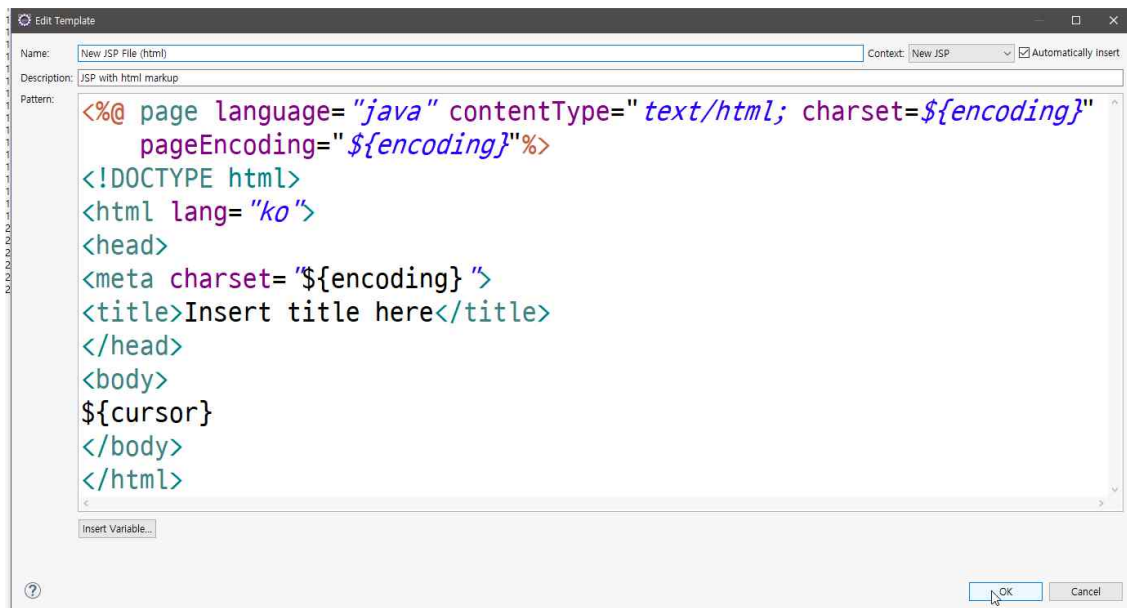 Edit Template
Name: New JSP File (html) Context: New JSP Automatically insert
Description: JSP with html markup
Pattern:
<%@ page language="java" contentType="text/html; charset=${encoding}"
    pageEncoding="${encoding}"%>
<!DOCTYPE html>
<html lang="ko">
<head>
<meta charset="${encoding}">
<title>Insert title here</title>
</head>
<body>
${cursor}
</body>
</html>
Insert Variable...
OK Cancel